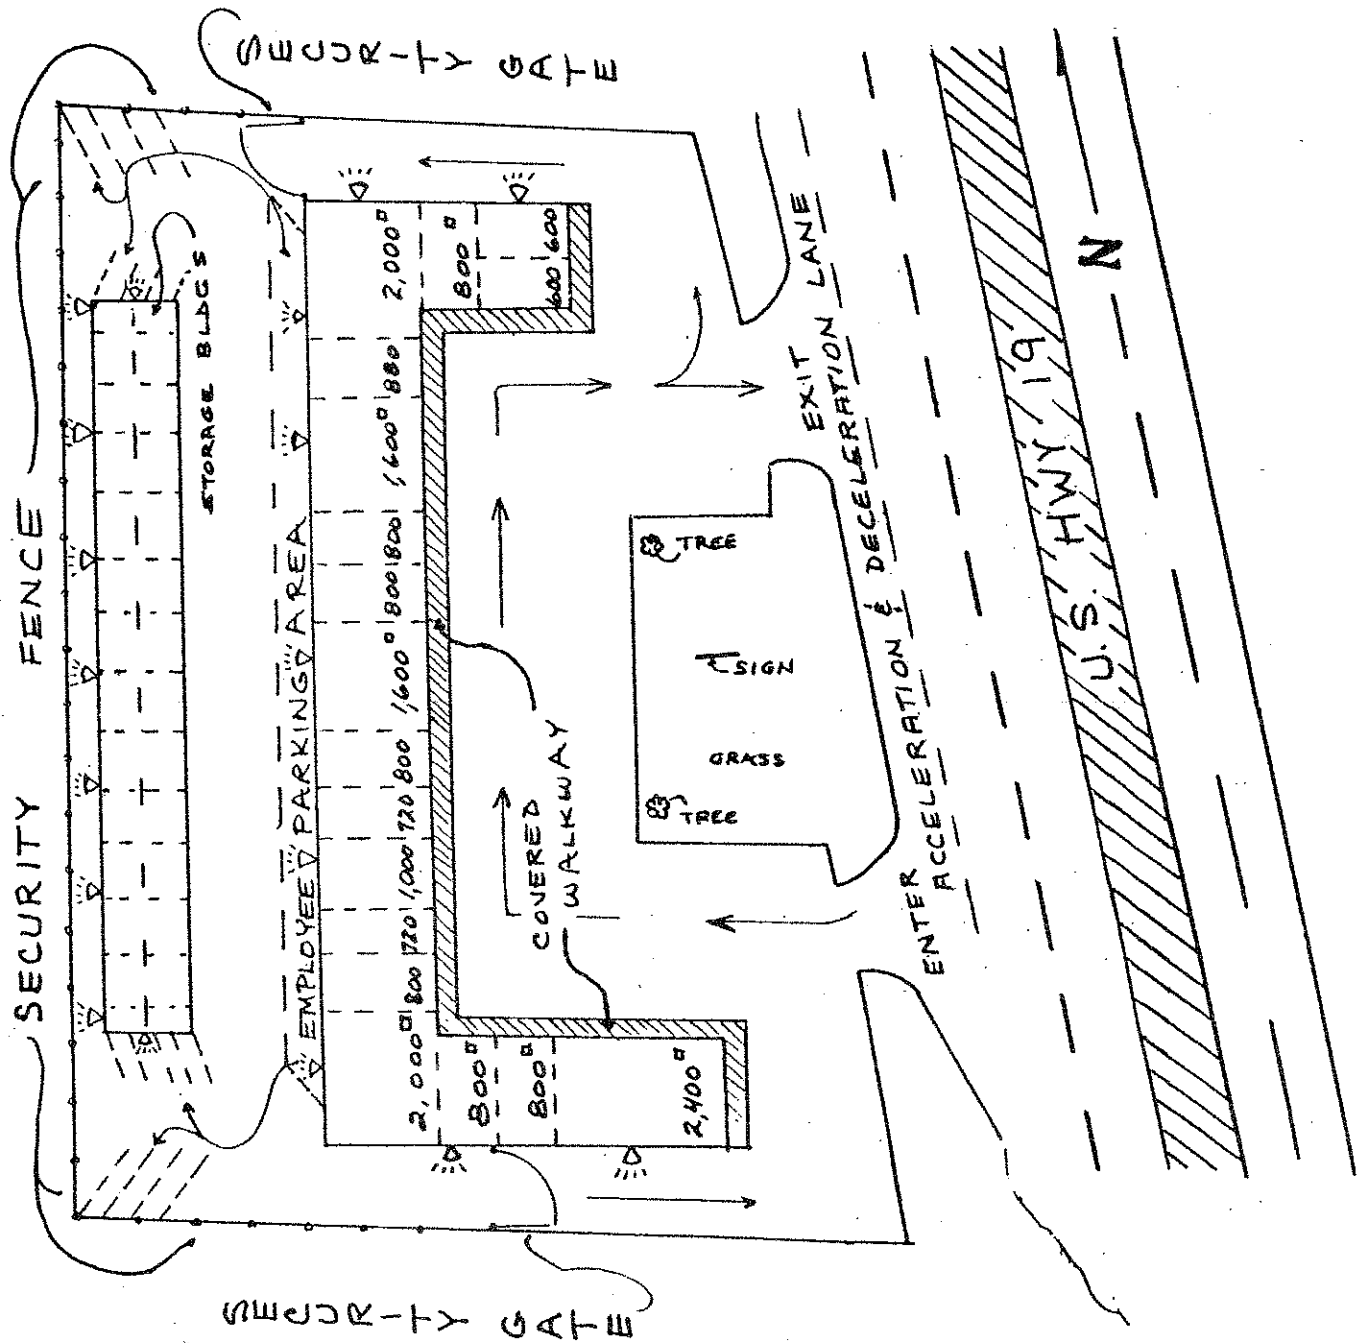 SECURITY GATE
SECURITY FENCE
STORAGE BLDGS
EMPLOYEE PARKING AREA
2,000□ 800 720 1,000 720 800 1,600□ 800 800 1,600□ 880 2,000□
800□
600 600
800□
800□
2,400□
COVERED
WALKWAY
TREE
SIGN
GRASS
TREE
EXIT LANE
ENTER
ACCELERATION & DECELERATION LANE
U.S. HWY 19
N
SECURITY GATE